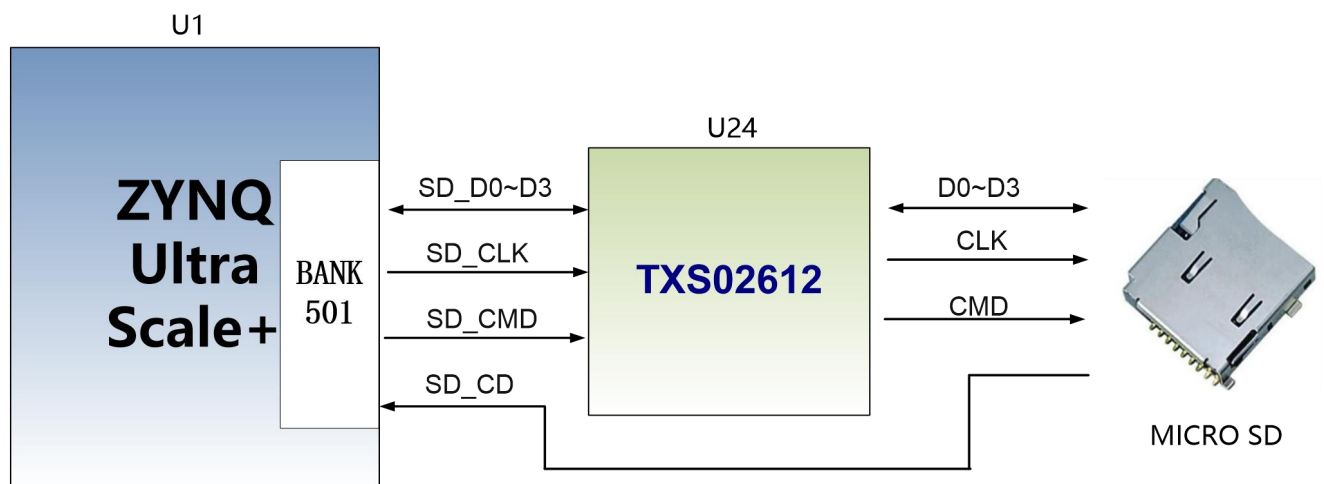 U1
U24
ZYNQ
Ultra
Scale+
BANK
501
SD_D0~D3
SD_CLK
SD_CMD
SD_CD
TXS02612
D0~D3
CLK
CMD
MICRO SD